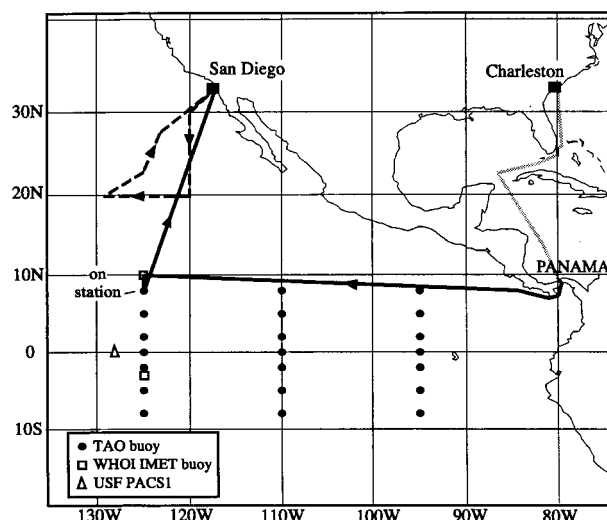 San Diego
Charleston
30N
20N
10N
PANAMA
on
station
0
10S
TAO buoy
WHOI IMET buoy
USF PACS1
130W
120W
110W
100W
90W
80W